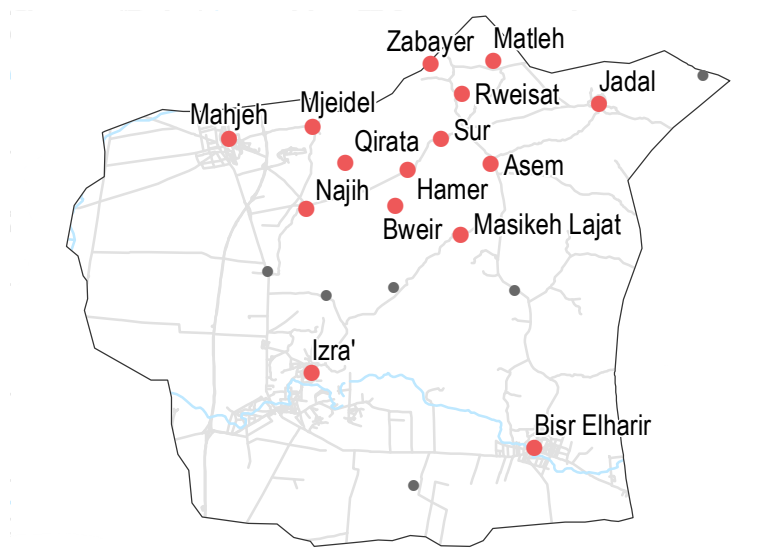 Zabayer
Matleh
Jadal
Rweisat
Mahjeh
Mjeidel
Sur
Qirata
Asem
Najih
Hamer
Bweir
Masikeh Lajat
Izra'
Bisr Elharir